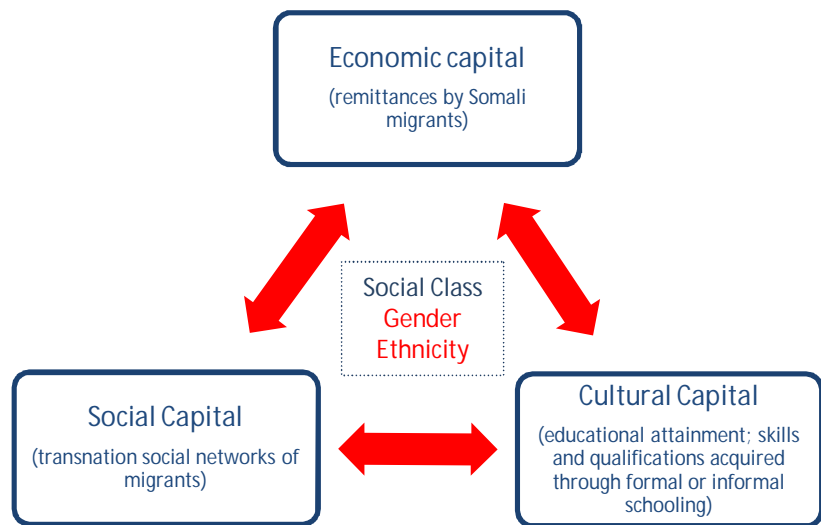 Economic capital
(remittances by Somali
migrants)
Social Class
Gender
Ethnicity
Social Capital
(transnation social networks of
migrants)
Cultural Capital
(educational attainment; skills
and qualifications acquired
through formal or informal
schooling)